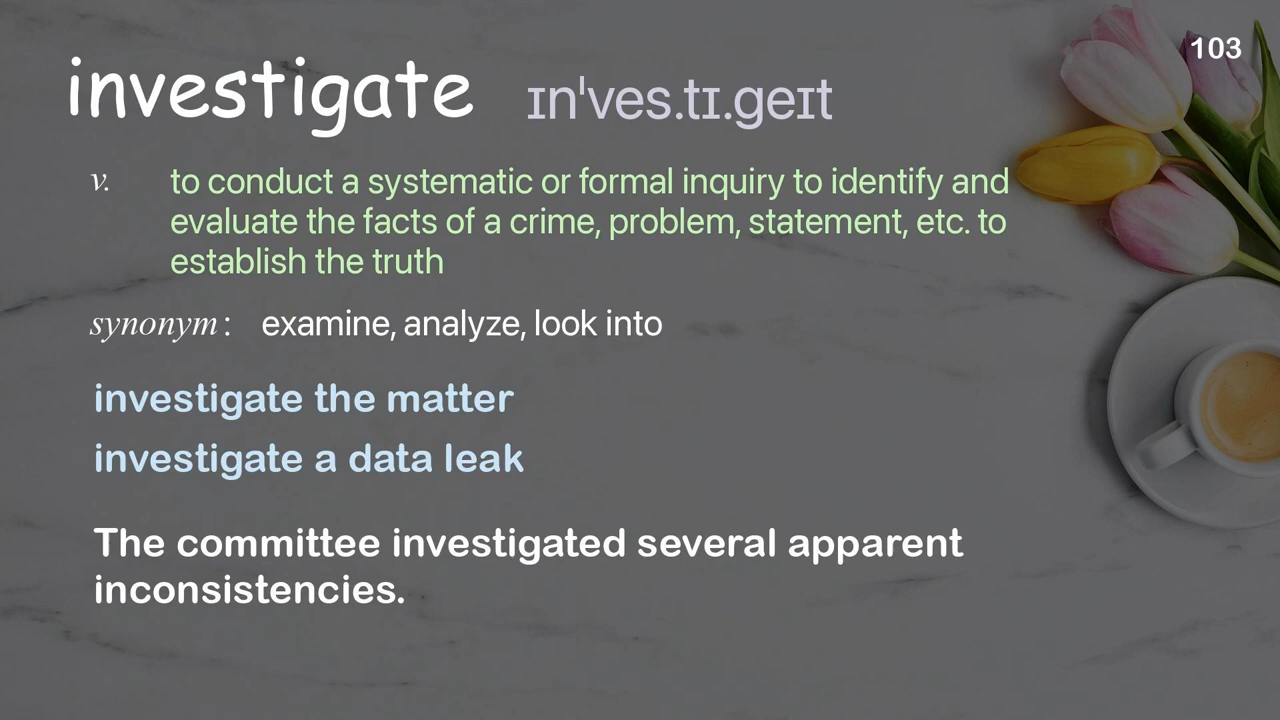 103
investigate ɪnˈves.tɪ.ɡeɪt
v. to conduct a systematic or formal inquiry to identify and
evaluate the facts of a crime, problem, statement, etc. to
establish the truth
synonym : examine, analyze, look into
investigate the matter
investigate a data leak
The committee investigated several apparent
inconsistencies.